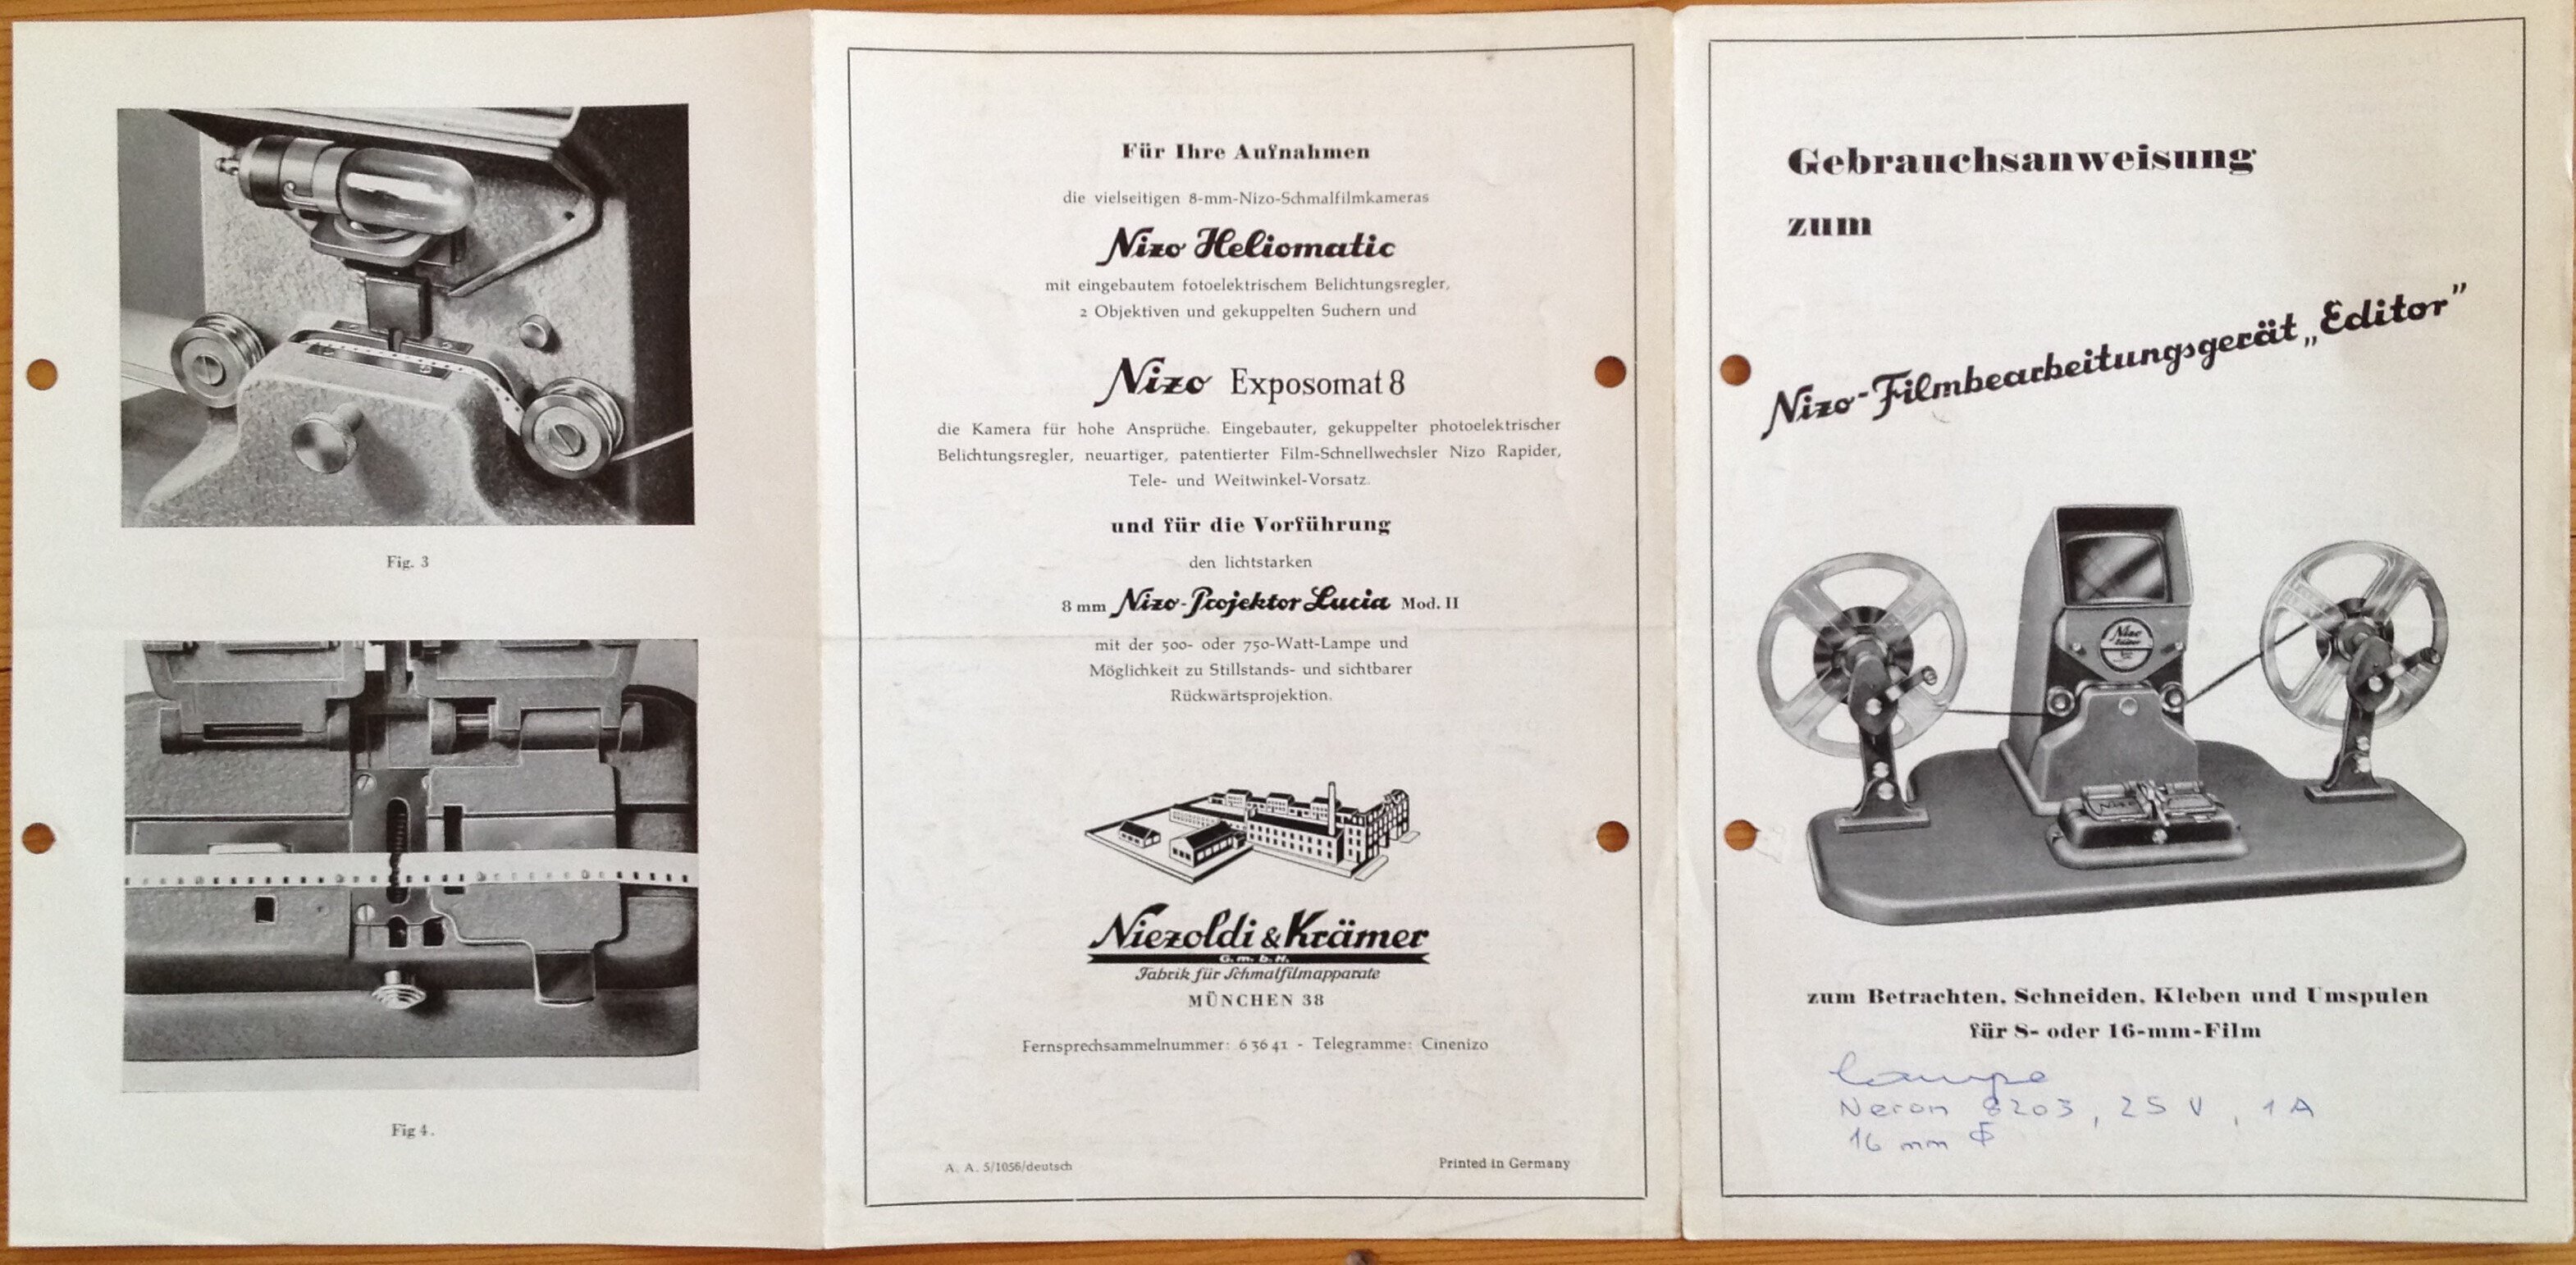 Fig. 3
Fig 4.
Für Ihre Aufnahmen
die vielseitigen 8-mm-Nizo-Schmalfilmkameras
Nizo Heliomatic
mit eingebautem fotoelektrischem Belichtungsregler,
2 Objektiven und gekuppelten Suchern und
Nizo Exposomat 8
die Kamera für hohe Ansprüche. Eingebauter, gekuppelter photoelektrischer
Belichtungsregler, neuartiger, patentierter Film-Schnellwechsler Nizo Rapider,
Tele- und Weitwinkel-Vorsatz.
und für die Vorführung
den lichtstarken
8 mm Nizo-Projektor Lucia Mod. II
mit der 500- oder 750-Watt-Lampe und
Möglichkeit zu Stillstands- und sichtbarer
Rückwärtsprojektion.
Niezoldi & Krämer
G. m. b. H.
Fabrik für Schmalfilmapparate
MÜNCHEN 38
Fernsprechsammelnummer: 6 36 41 - Telegramme: Cinenizo
A. A. 5/1056/deutsch
Printed in Germany
Gebrauchsanweisung
zum
Nizo-Filmbearbeitungsgerät „Editor”
Nizo
zum Betrachten, Schneiden, Kleben und Umspulen
für 8- oder 16-mm-Film
Lampe
Neron 8203, 25 V, 1 A
16 mm ϕ